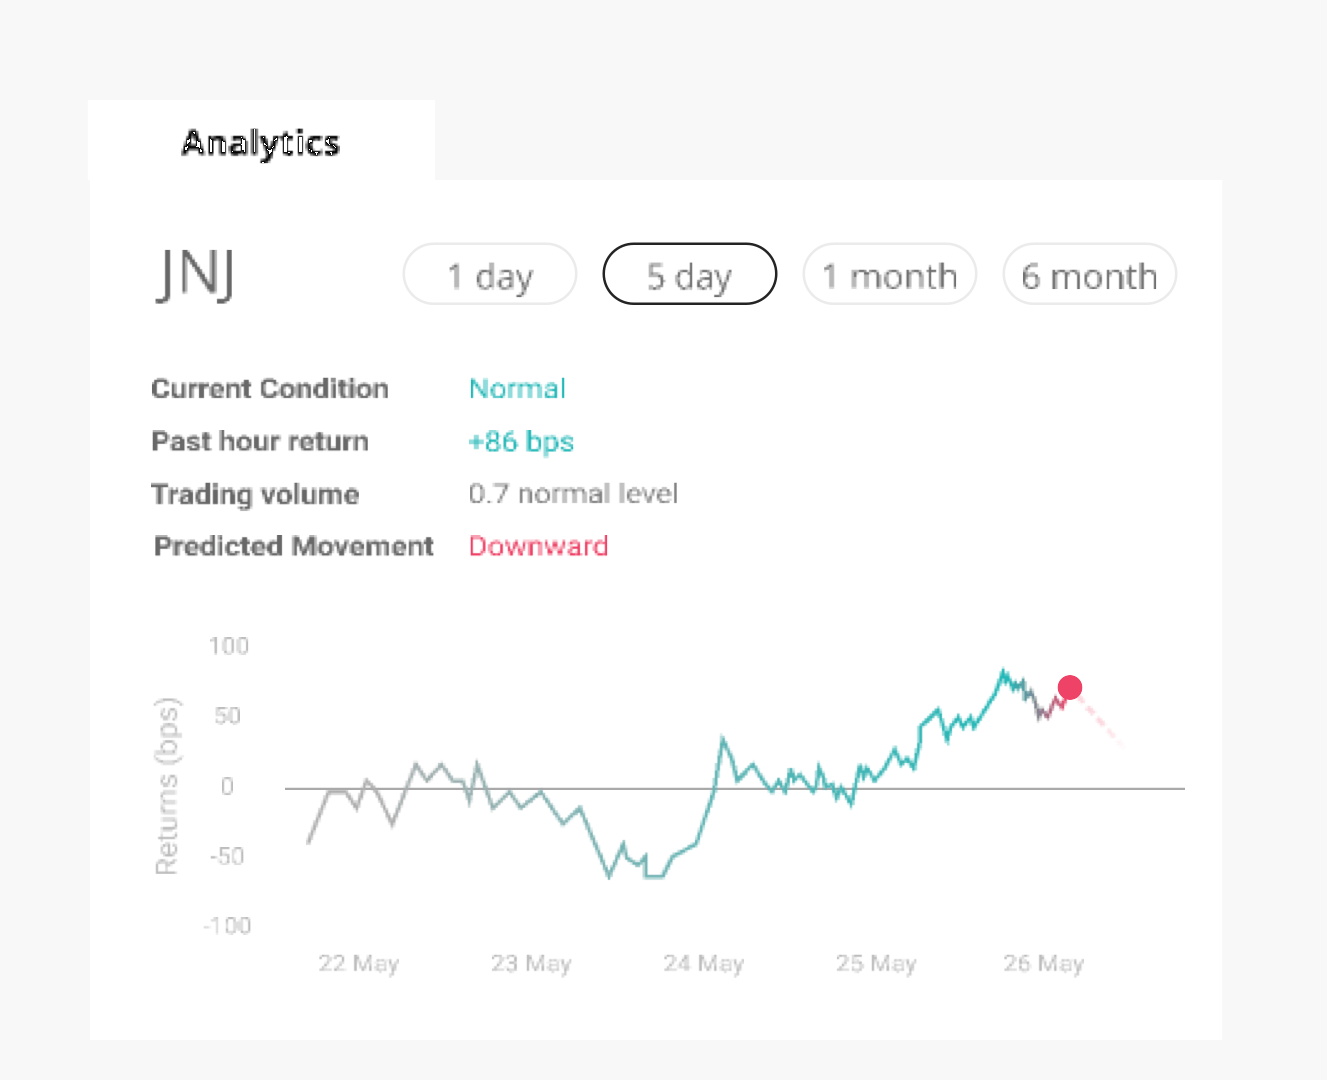 Analytics
JNJ
1 day
5 day
1 month
6 month
Current Condition Normal
Past hour return +86 bps
Trading volume 0.7 normal level
Predicted Movement Downward
Returns (bps)
100
50
0
-50
-100
22 May 23 May 24 May 25 May 26 May